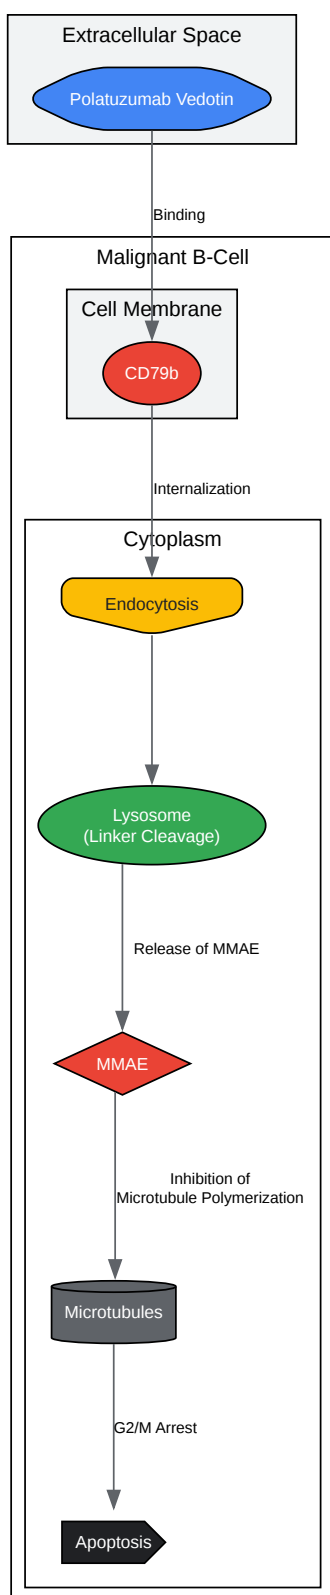 Extracellular Space
Polatuzumab Vedotin
Binding
Malignant B-Cell
Cell Membrane
CD79b
Internalization
Cytoplasm
Endocytosis
Lysosome
(Linker Cleavage)
Release of MMAE
MMAE
Inhibition of
Microtubule Polymerization
Microtubules
G2/M Arrest
Apoptosis